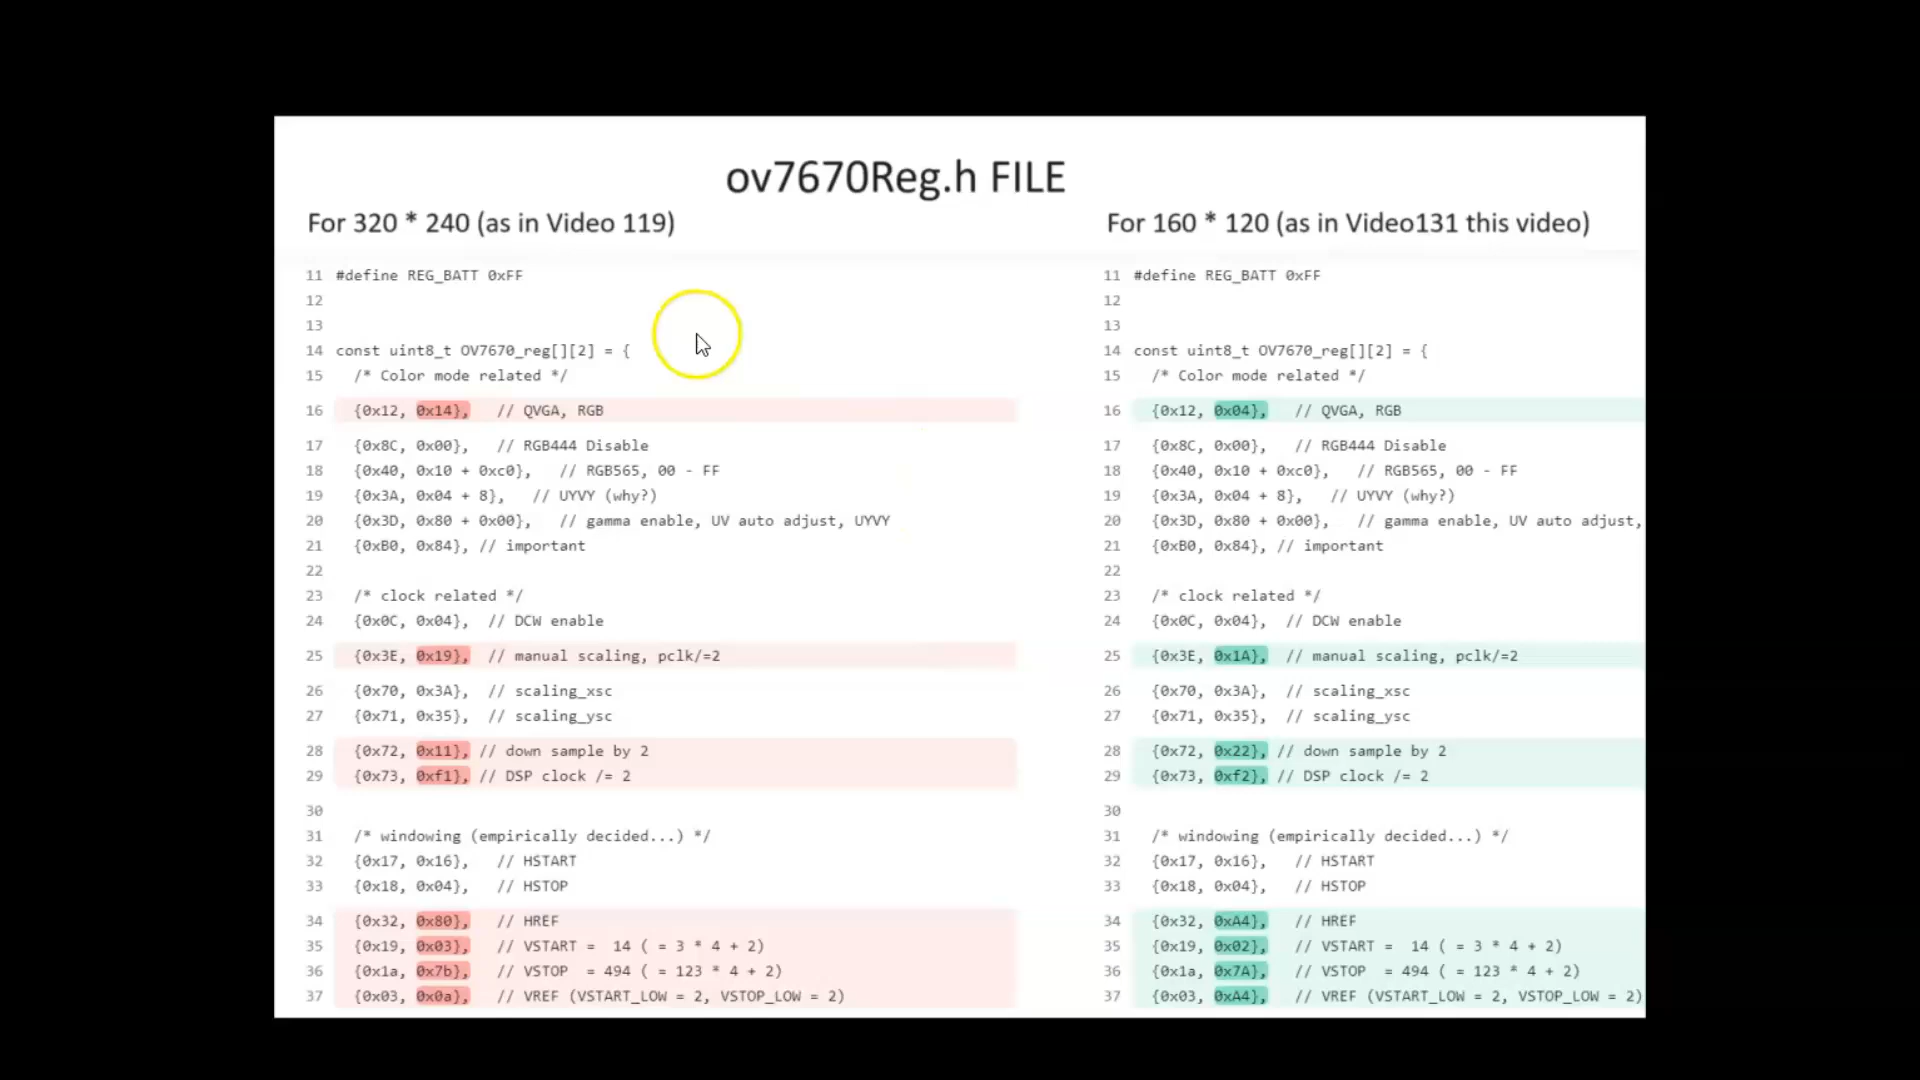 ov7670Reg.h FILE
For 320 * 240 (as in Video 119)
11 #define REG_BATT 0xFF
12
13
14 const uint8_t OV7670_reg[][2] = {
15 /* Color mode related */
16 {0x12, 0x14}, // QVGA, RGB
17 {0x8C, 0x00}, // RGB444 Disable
18 {0x40, 0x10 + 0xc0}, // RGB565, 00 - FF
19 {0x3A, 0x04 + 8}, // UYVY (why?)
20 {0x3D, 0x80 + 0x00}, // gamma enable, UV auto adjust, UYVY
21 {0xB0, 0x84}, // important
22
23 /* clock related */
24 {0x0C, 0x04}, // DCW enable
25 {0x3E, 0x19}, // manual scaling, pclk/=2
26 {0x70, 0x3A}, // scaling_xsc
27 {0x71, 0x35}, // scaling_ysc
28 {0x72, 0x11}, // down sample by 2
29 {0x73, 0xf1}, // DSP clock /= 2
30
31 /* windowing (empirically decided...) */
32 {0x17, 0x16}, // HSTART
33 {0x18, 0x04}, // HSTOP
34 {0x32, 0x80}, // HREF
35 {0x19, 0x03}, // VSTART = 14 ( = 3 * 4 + 2)
36 {0x1a, 0x7b}, // VSTOP = 494 ( = 123 * 4 + 2)
37 {0x03, 0x0a}, // VREF (VSTART_LOW = 2, VSTOP_LOW = 2)
For 160 * 120 (as in Video131 this video)
11 #define REG_BATT 0xFF
12
13
14 const uint8_t OV7670_reg[][2] = {
15 /* Color mode related */
16 {0x12, 0x04}, // QVGA, RGB
17 {0x8C, 0x00}, // RGB444 Disable
18 {0x40, 0x10 + 0xc0}, // RGB565, 00 - FF
19 {0x3A, 0x04 + 8}, // UYVY (why?)
20 {0x3D, 0x80 + 0x00}, // gamma enable, UV auto adjust,
21 {0xB0, 0x84}, // important
22
23 /* clock related */
24 {0x0C, 0x04}, // DCW enable
25 {0x3E, 0x1A}, // manual scaling, pclk/=2
26 {0x70, 0x3A}, // scaling_xsc
27 {0x71, 0x35}, // scaling_ysc
28 {0x72, 0x22}, // down sample by 2
29 {0x73, 0xf2}, // DSP clock /= 2
30
31 /* windowing (empirically decided...) */
32 {0x17, 0x16}, // HSTART
33 {0x18, 0x04}, // HSTOP
34 {0x32, 0xA4}, // HREF
35 {0x19, 0x02}, // VSTART = 14 ( = 3 * 4 + 2)
36 {0x1a, 0x7A}, // VSTOP = 494 ( = 123 * 4 + 2)
37 {0x03, 0xA4}, // VREF (VSTART_LOW = 2, VSTOP_LOW = 2)